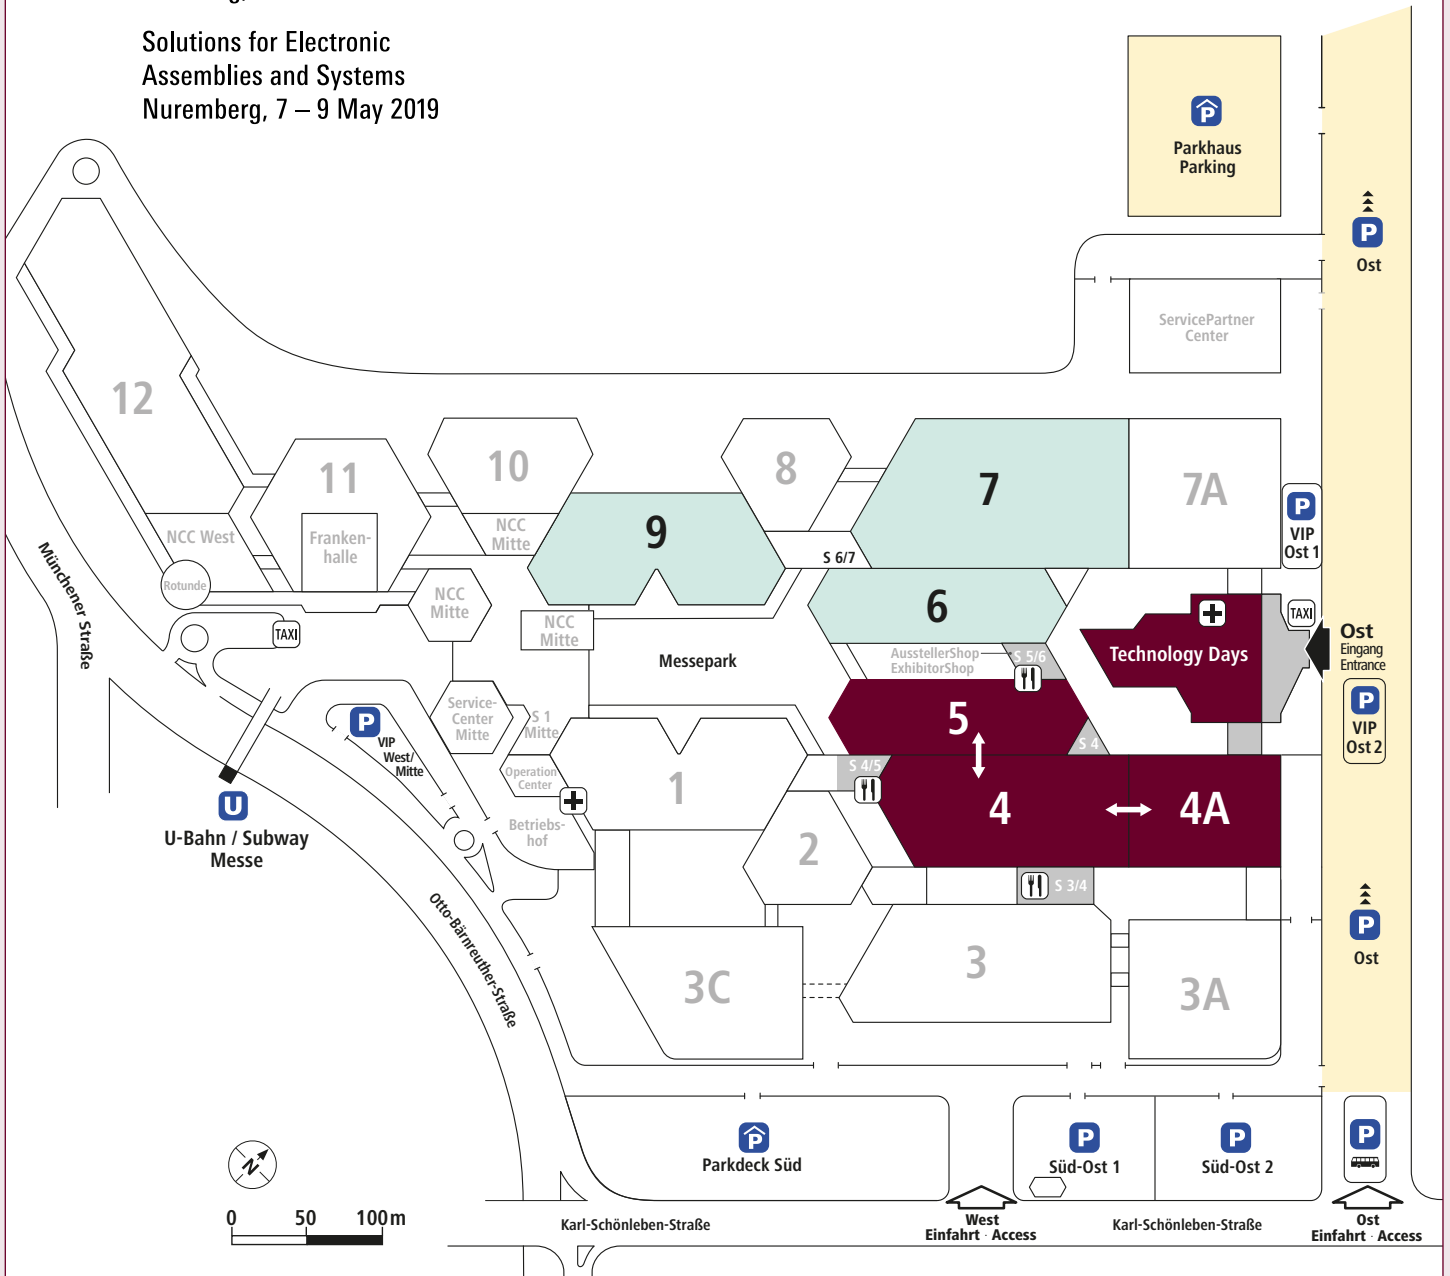 Solutions for Electronic
Assemblies and Systems
Nuremberg, 7 – 9 May 2019
P
Parkhaus
Parking
P
Ost
ServicePartner
Center
12
11
10
8
7
7A
Franken-
halle
NCC West
NCC
Mitte
9
S 6/7
P
VIP
Ost 1
Rotunde
NCC
Mitte
NCC
Mitte
6
TAXI
TAXI
Münchener Straße
Messepark
AusstellerShop
ExhibitorShop
S 5/6
Technology Days
Ost
Eingang
Entrance
P
VIP
Ost 2
Service-
Center
Mitte
S 1
Mitte
5
S 4
P
VIP
West/
Mitte
Operation
Center
1
S 4/5
4
4A
U
U-Bahn / Subway
Messe
Betriebs-
hof
2
S 3/4
Otto-Bärnreuther-Straße
3C
3
3A
P
Ost
P
Parkdeck Süd
P
Süd-Ost 1
P
Süd-Ost 2
P
N
0 50 100 m
Karl-Schönleben-Straße
West
Einfahrt · Access
Karl-Schönleben-Straße
Ost
Einfahrt · Access